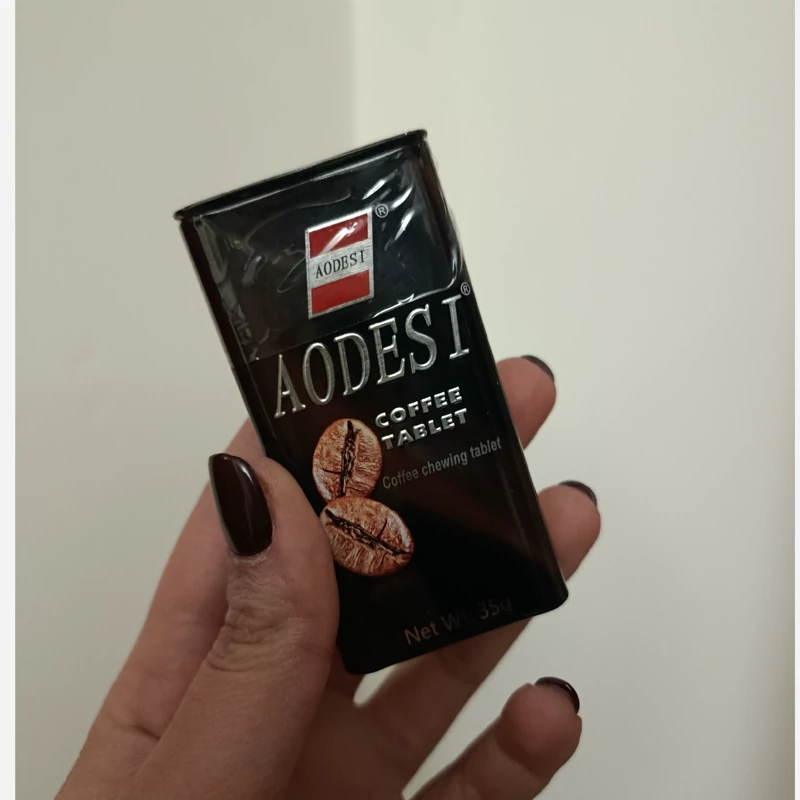 ®
AODESI
AODESI®
COFFEE
TABLET
Coffee chewing tablet
Net Wt. 35g